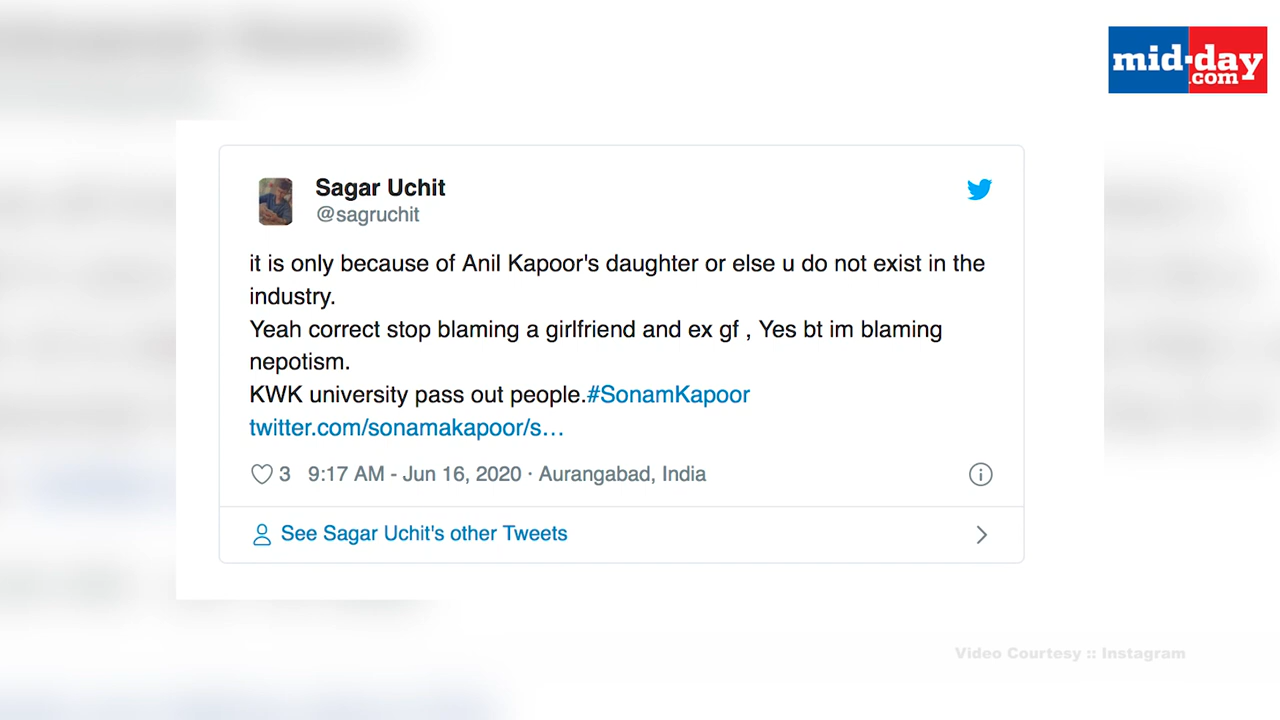 mid-day
.com
Sagar Uchit
@sagruchit
it is only because of Anil Kapoor's daughter or else u do not exist in the
industry.
Yeah correct stop blaming a girlfriend and ex gf , Yes bt im blaming
nepotism.
KWK university pass out people.#SonamKapoor
twitter.com/sonamakapoor/s…
3 9:17 AM - Jun 16, 2020 · Aurangabad, India
See Sagar Uchit's other Tweets
Video Courtesy :: Instagram